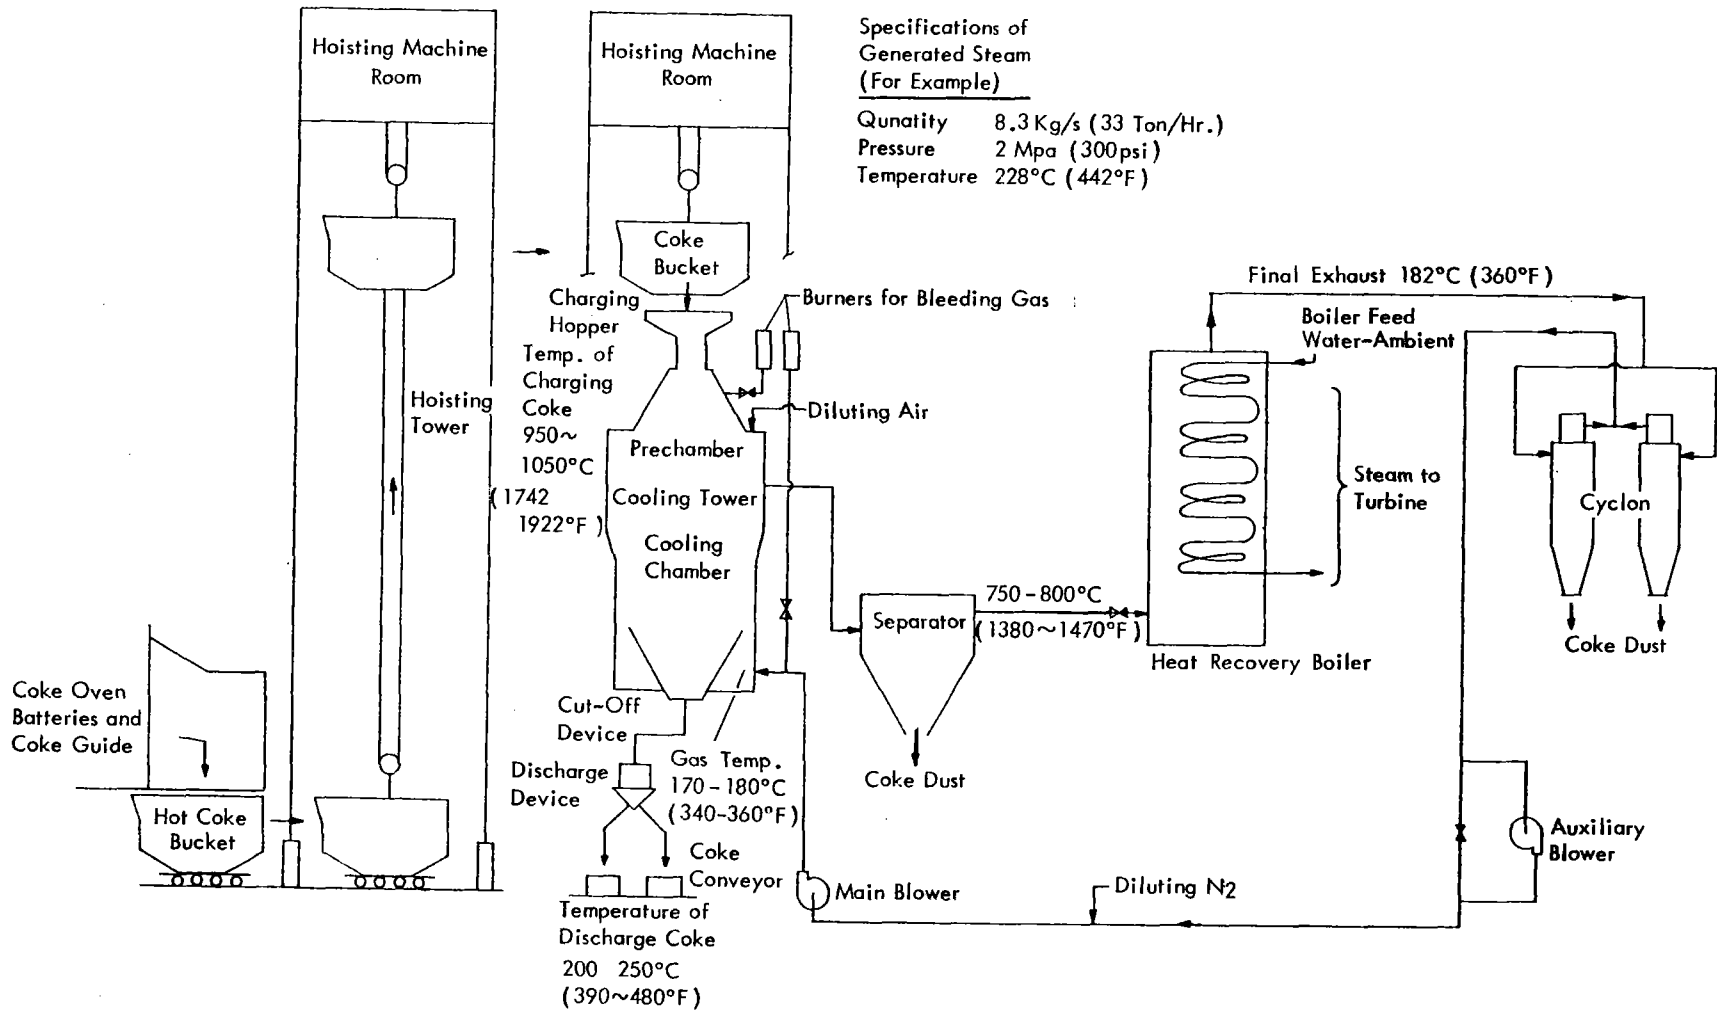 Hoisting Machine
Room
Hoisting Machine
Room
Specifications of
Generated Steam
(For Example)
Qunatity 8.3 Kg/s (33 Ton/Hr.)
Pressure 2 Mpa (300psi)
Temperature 228°C (442°F)
Coke
Bucket
Charging
Hopper
Burners for Bleeding Gas
Temp. of
Charging
Coke
950~
1050°C
(1742
1922°F)
Hoisting
Tower
Diluting Air
Prechamber
Cooling Tower
Cooling
Chamber
Final Exhaust 182°C (360°F)
Boiler Feed
Water-Ambient
Steam to
Turbine
Cyclon
Coke Dust
750-800°C
(1380~1470°F)
Separator
Heat Recovery Boiler
Coke Dust
Coke Oven
Batteries and
Coke Guide
Hot Coke
Bucket
Cut-Off
Device
Discharge
Device
Gas Temp.
170-180°C
(340-360°F)
Coke
Conveyor
Main Blower
Diluting N2
Auxiliary
Blower
Temperature of
Discharge Coke
200 250°C
(390~480°F)